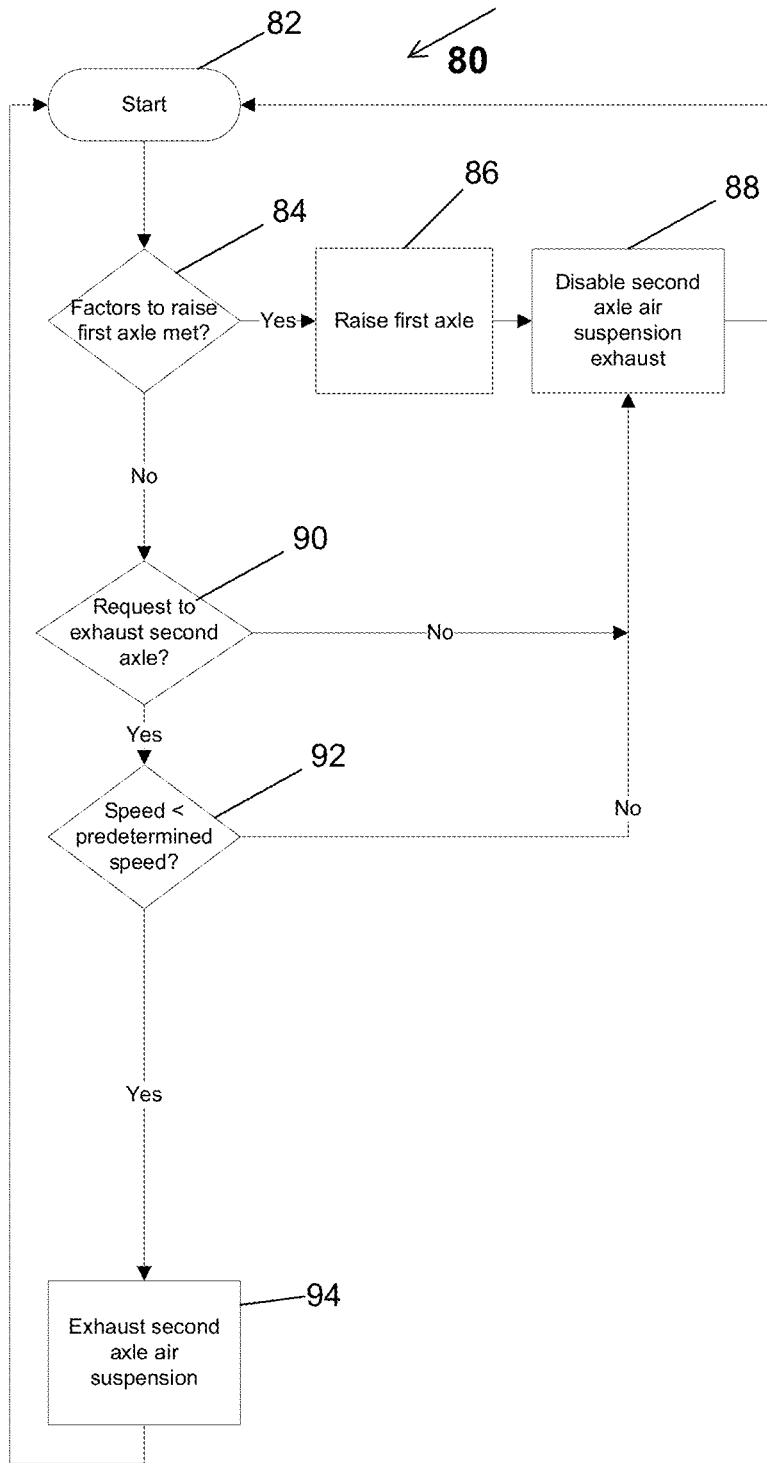 82
80
Start
86
88
84
Factors to raise
first axle met?
Yes
Raise first axle
Disable second
axle air
suspension
exhaust
No
90
Request to
exhaust second
axle?
No
Yes
92
Speed <
predetermined
speed?
No
Yes
94
Exhaust second
axle air
suspension